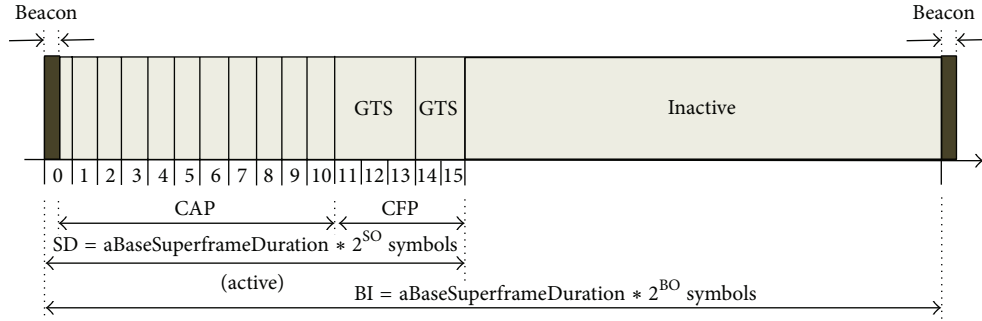 Beacon Beacon
GTS GTS Inactive
0 1 2 3 4 5 6 7 8 9 10 11 12 13 14 15
CAP CFP
SD = aBaseSuperframeDuration ∗ 2^SO symbols
(active)
BI = aBaseSuperframeDuration ∗ 2^BO symbols